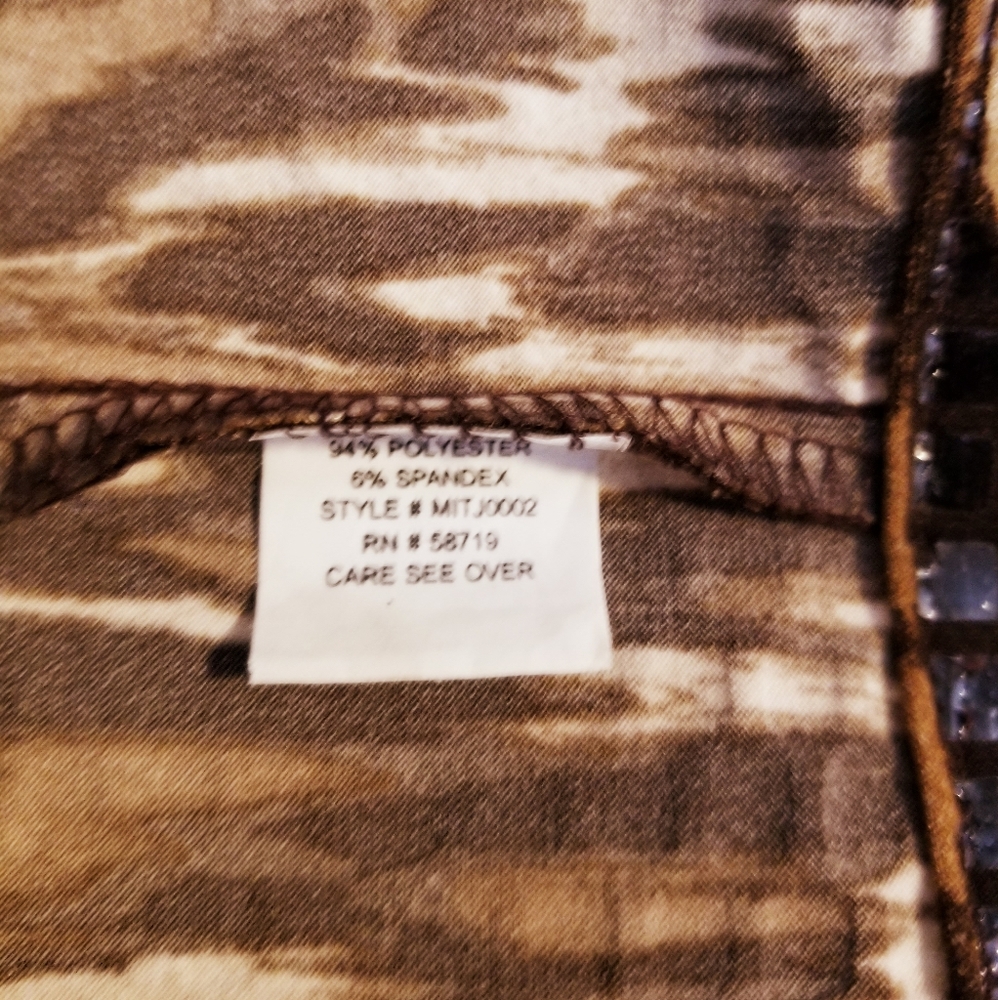 94% POLYESTER
6% SPANDEX
STYLE # MITJ0002
RN # 58719
CARE SEE OVER